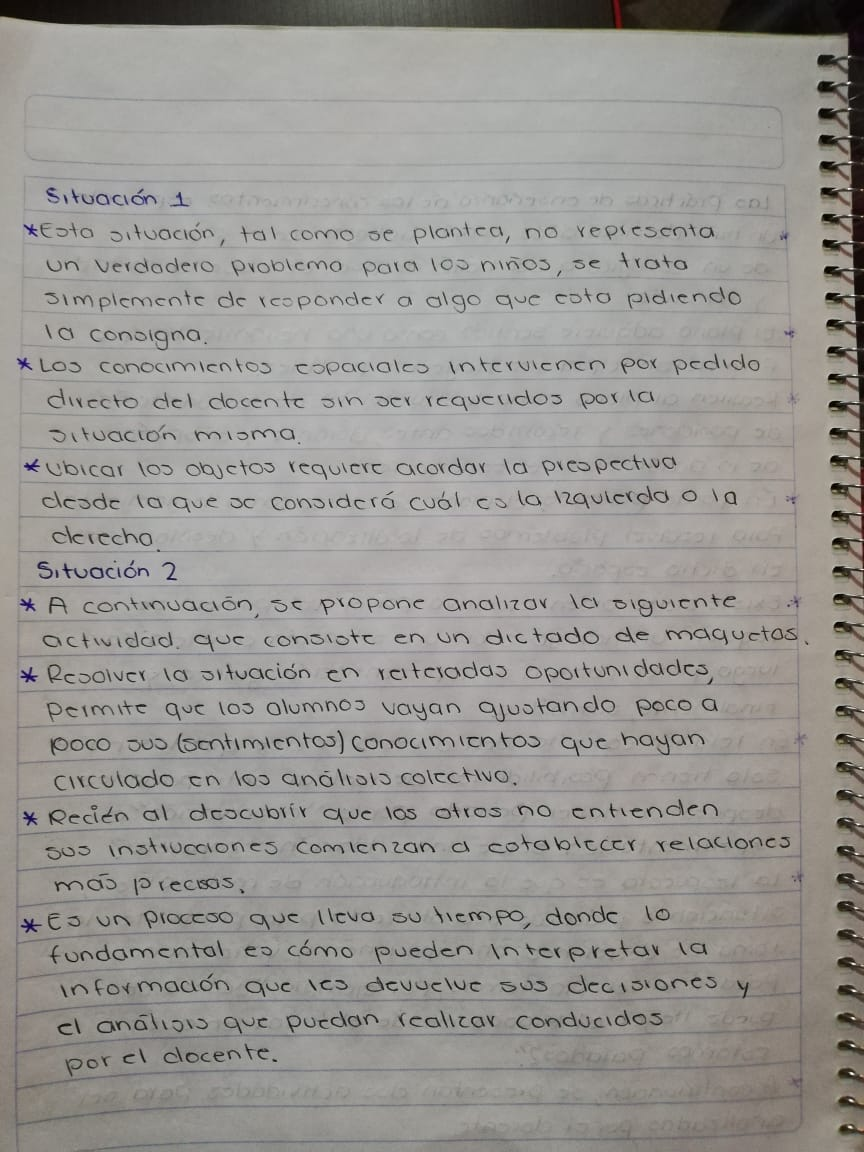 Situación 1
*Esta situación, tal como se plantea, no representa
un verdadero problema para los niños, se trata
simplemente de responder a algo que esta pidiendo
la consigna.
*Los conocimientos espaciales intervienen por pedido
directo del docente sin ser requeridos por la
situación misma.
*Ubicar los objetos requiere acordar la prespectiva
desde la que se considerá cuál es la izquierda o la
derecha.
Situación 2
* A continuación, se propone analizar la siguiente
actividad. que consiste en un dictado de maquetas.
* Resolver la situación en reiteradas oportunidades,
permite que los alumnos vayan ajustando poco a
poco sus (sentimientos) conocimientos que hayan
circulado en los análisis colectivo.
* Recién al descubrir que los otros no entienden
sus instrucciones comienzan a establecer relaciones
más precisas.
*Es un proceso que lleva su tiempo, donde lo
fundamental es cómo pueden interpretar la
información que les devuelve sus decisiones y
el análisis que puedan realizar conducidos
por el docente.